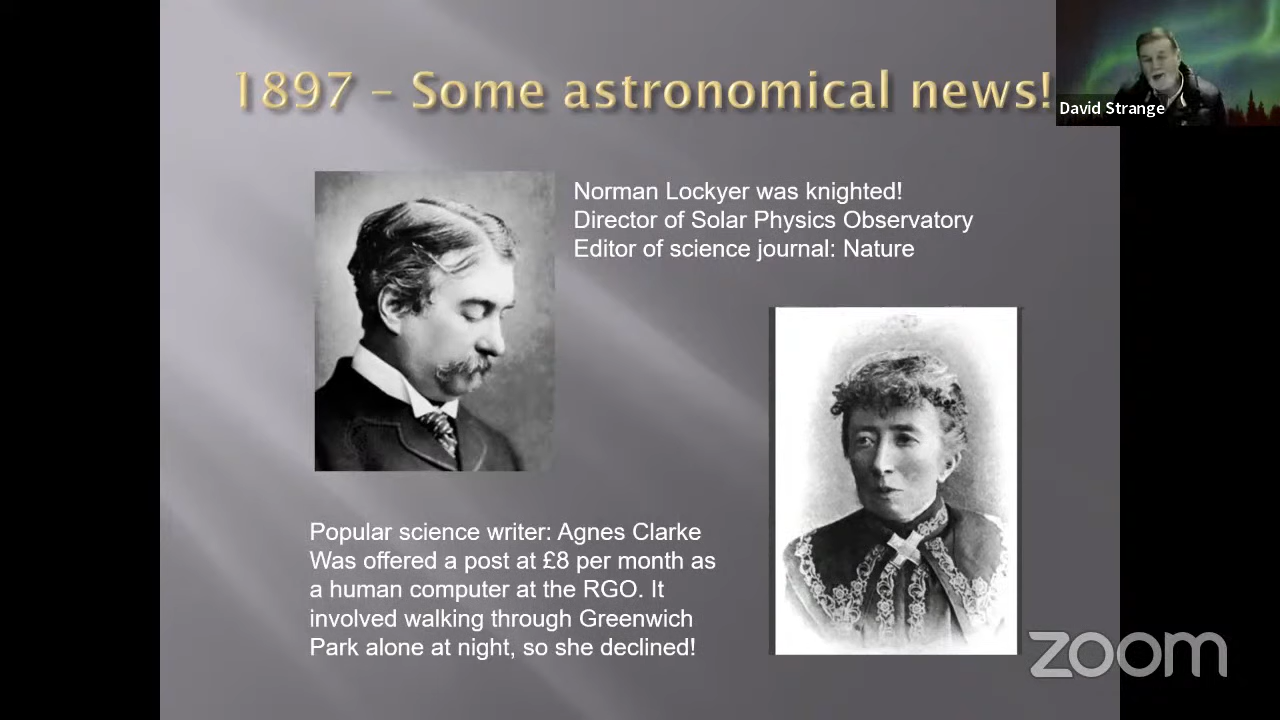 1897 – Some astronomical news!
David Strange
Norman Lockyer was knighted!
Director of Solar Physics Observatory
Editor of science journal: Nature
Popular science writer: Agnes Clarke
Was offered a post at £8 per month as
a human computer at the RGO. It
involved walking through Greenwich
Park alone at night, so she declined!
zoom